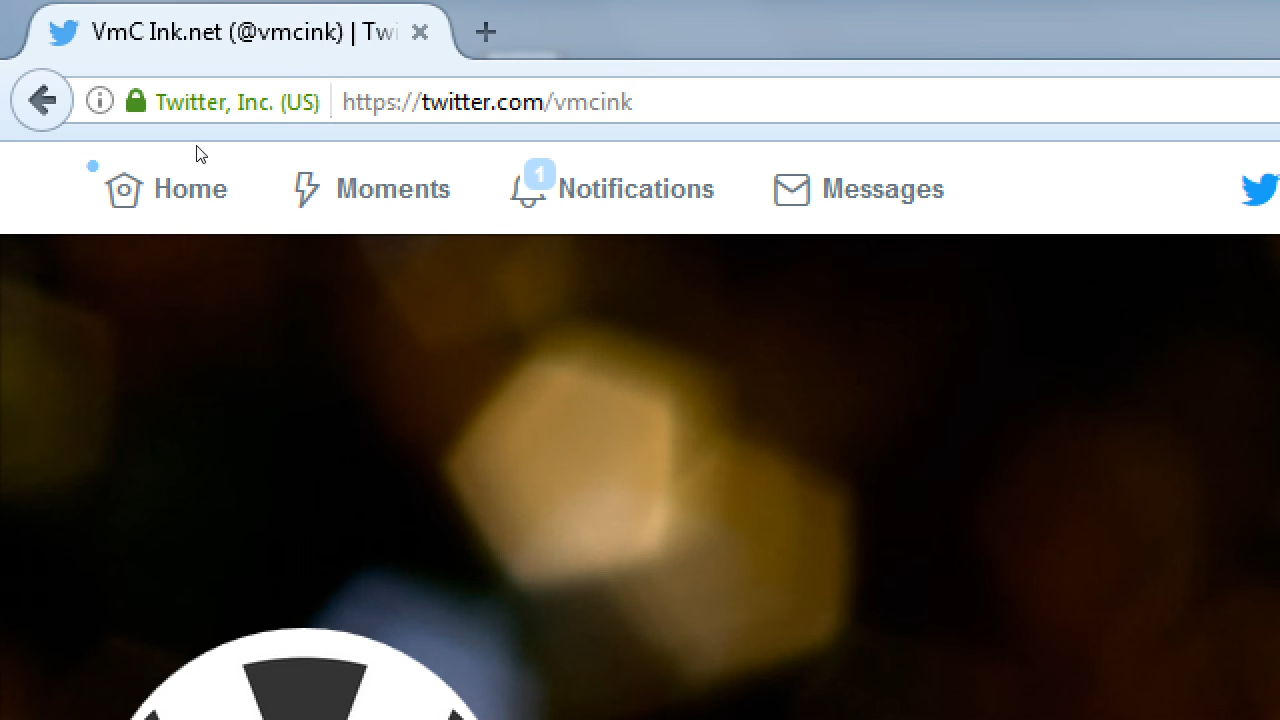 VmC Ink.net (@vmcink) | Twi
Twitter, Inc. (US) https://twitter.com/vmcink
Home Moments 1 Notifications Messages